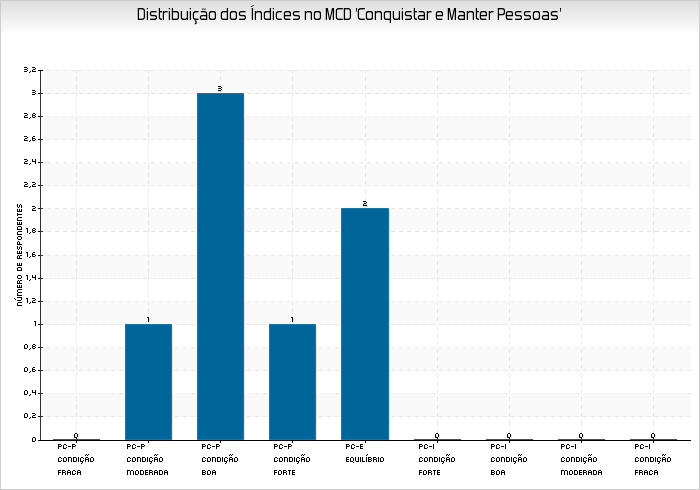 Distribuição dos Índices no MCD 'Conquistar e Manter Pessoas'
3,2
3
2,8
2,6
2,4
2,2
2
1,8
1,6
1,4
1,2
1
0,8
0,6
0,4
0,2
0
NÚMERO DE RESPONDENTES
0
1
3
1
2
0
0
0
0
PC-P
CONDIÇÃO
FRACA
PC-P
CONDIÇÃO
MODERADA
PC-P
CONDIÇÃO
BOA
PC-P
CONDIÇÃO
FORTE
PC-E
EQUILÍBRIO
PC-I
CONDIÇÃO
FORTE
PC-I
CONDIÇÃO
BOA
PC-I
CONDIÇÃO
MODERADA
PC-I
CONDIÇÃO
FRACA